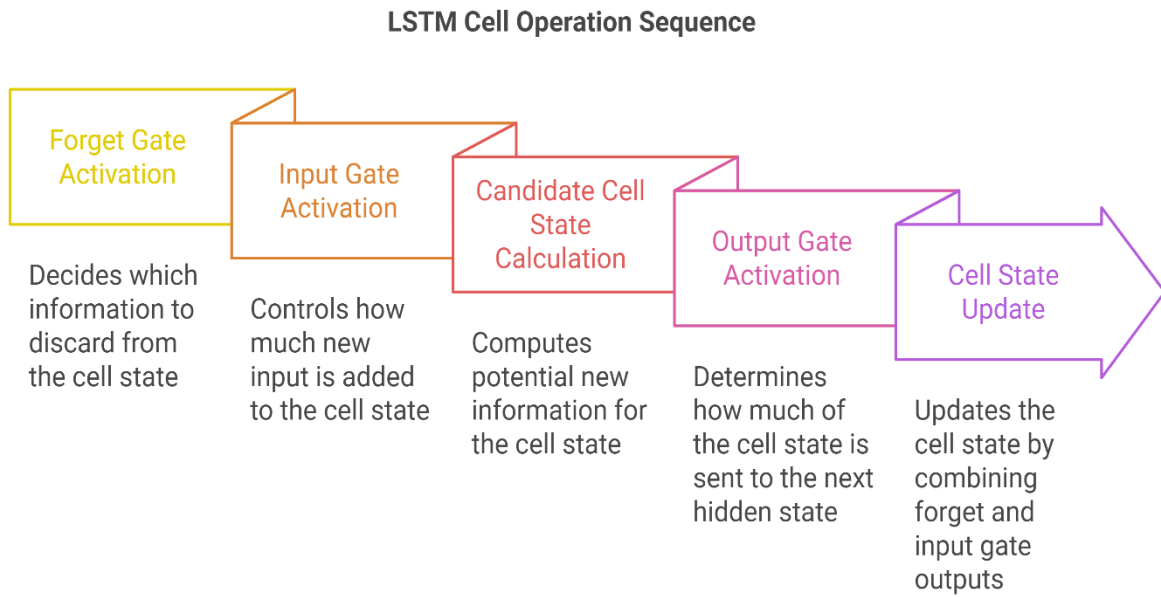 LSTM Cell Operation Sequence
Forget Gate
Activation
Decides which
information to
discard from
the cell state
Input Gate
Activation
Controls how
much new
input is added
to the cell state
Candidate Cell
State
Calculation
Computes
potential new
information for
the cell state
Output Gate
Activation
Determines
how much of
the cell state is
sent to the next
hidden state
Cell State
Update
Updates the
cell state by
combining
forget and
input gate
outputs